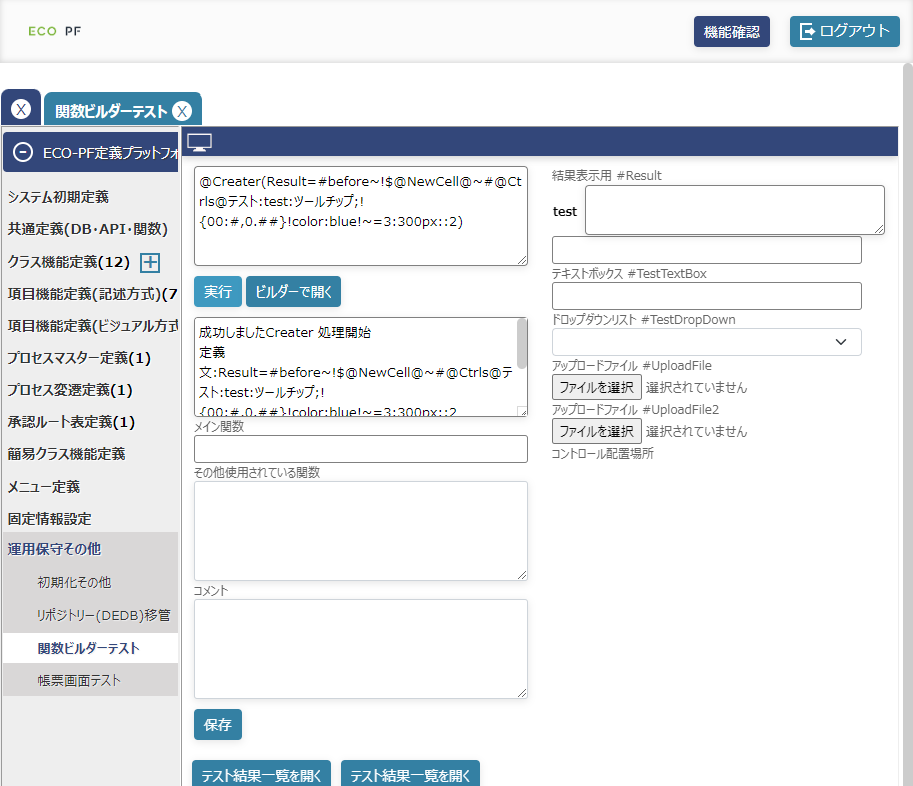 ECO PF
機能確認
ログアウト
X
関数ビルダーテスト X
ECO-PF定義プラットフォ
システム初期定義
共通定義(DB・API・関数)
クラス機能定義(12)
項目機能定義(記述方式)(7
項目機能定義(ビジュアル方式
プロセスマスター定義(1)
プロセス変遷定義(1)
承認ルート表定義(1)
簡易クラス機能定義
メニュー定義
固定情報設定
運用保守その他
初期化その他
リポジトリー(DEDB)移管
関数ビルダーテスト
帳票画面テスト
@Creater(Result=#before~!$@NewCell@~#@Ct
rls@テスト:test:ツールチップ;!
{00:#,0.##}!color:blue!~=3:300px::2)
実行
ビルダーで開く
成功しましたCreater 処理開始
定義
文:Result=#before~!$@NewCell@~#@Ctrls@テ
スト:test:ツールチップ;!
{00:#,0.##}!color:blue!~=3:300px::2
メイン関数
その他使用されている関数
コメント
保存
テスト結果一覧を開く
テスト結果一覧を開く
結果表示用 #Result
test
テキストボックス #TestTextBox
ドロップダウンリスト #TestDropDown
アップロードファイル #UploadFile
ファイルを選択 選択されていません
アップロードファイル #UploadFile2
ファイルを選択 選択されていません
コントロール配置場所